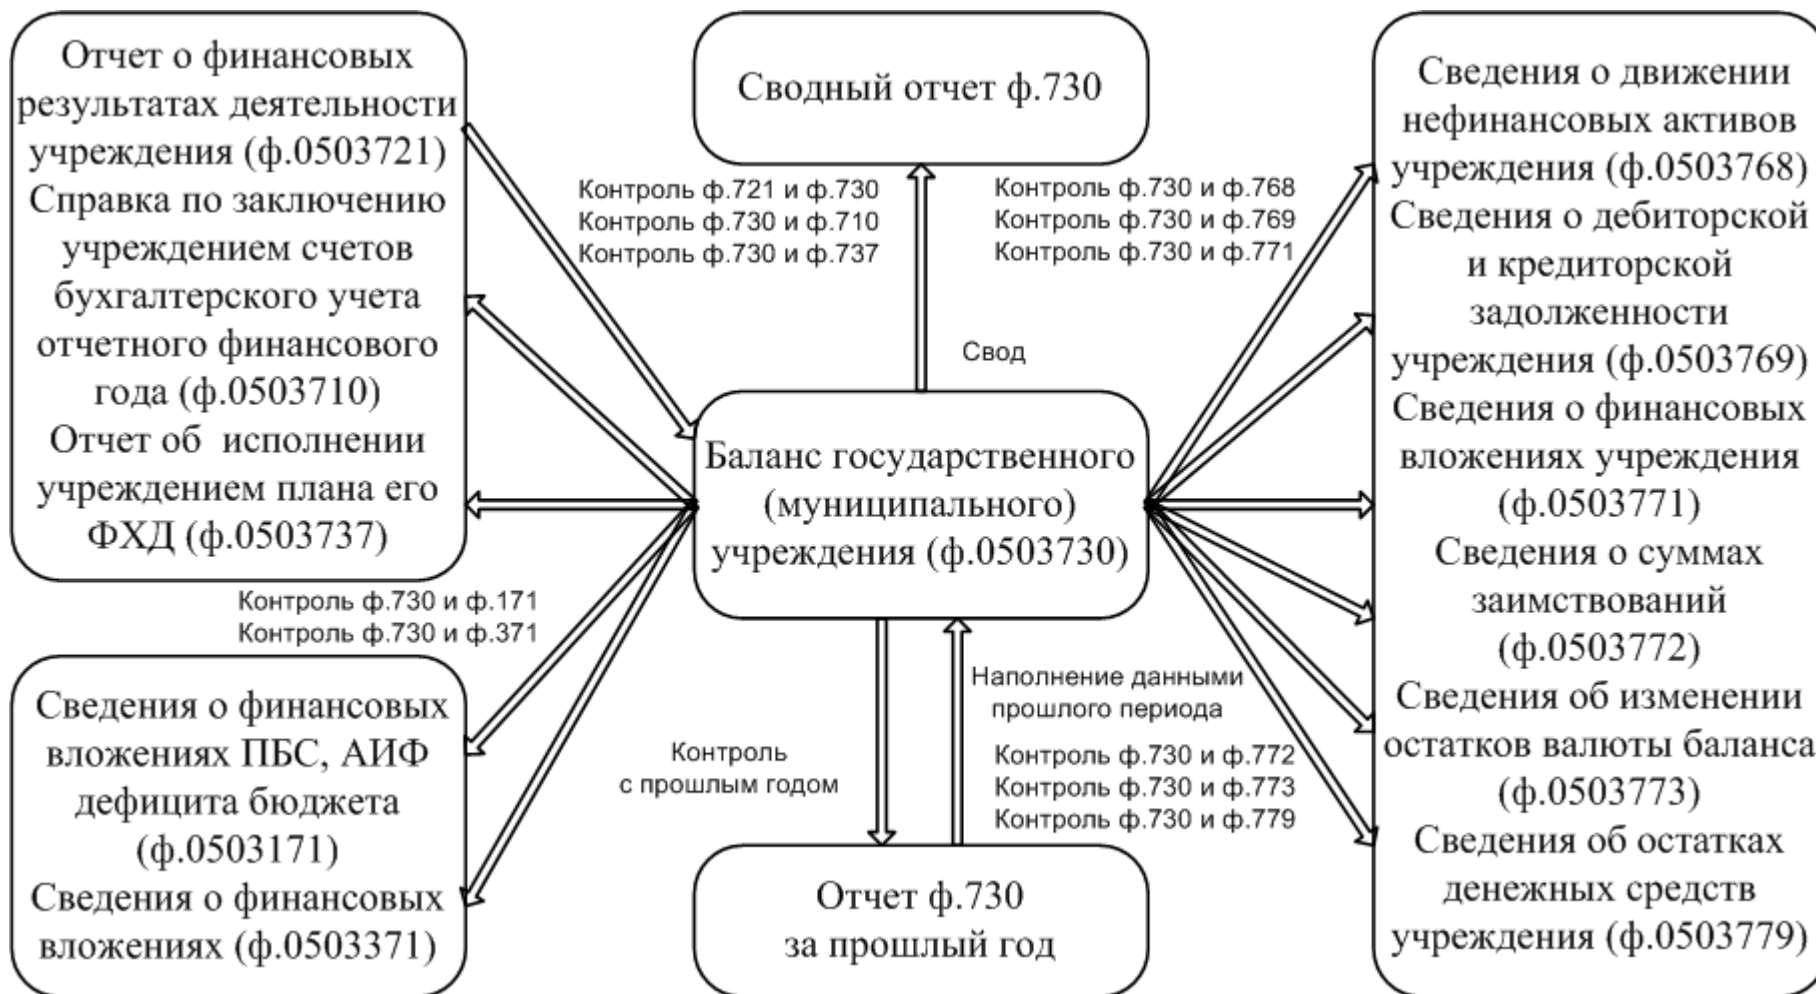 Отчет о финансовых
результатах деятельности
учреждения (ф.0503721)
Справка по заключению
учреждением счетов
бухгалтерского учета
отчетного финансового
года (ф.0503710)
Отчет об исполнении
учреждением плана его
ФХД (ф.0503737)
Контроль ф.730 и ф.171
Контроль ф.730 и ф.371
Сведения о финансовых
вложениях ПБС, АИФ
дефицита бюджета
(ф.0503171)
Сведения о финансовых
вложениях (ф.0503371)
Сводный отчет ф.730
Контроль ф.721 и ф.730
Контроль ф.730 и ф.710
Контроль ф.730 и ф.737
Контроль ф.730 и ф.768
Контроль ф.730 и ф.769
Контроль ф.730 и ф.771
Свод
Баланс государственного
(муниципального)
учреждения (ф.0503730)
Контроль
с прошлым годом
Наполнение данными
прошлого периода
Контроль ф.730 и ф.772
Контроль ф.730 и ф.773
Контроль ф.730 и ф.779
Отчет ф.730
за прошлый год
Сведения о движении
нефинансовых активов
учреждения (ф.0503768)
Сведения о дебиторской
и кредиторской
задолженности
учреждения (ф.0503769)
Сведения о финансовых
вложениях учреждения
(ф.0503771)
Сведения о суммах
заимствований
(ф.0503772)
Сведения об изменении
остатков валюты баланса
(ф.0503773)
Сведения об остатках
денежных средств
учреждения (ф.0503779)